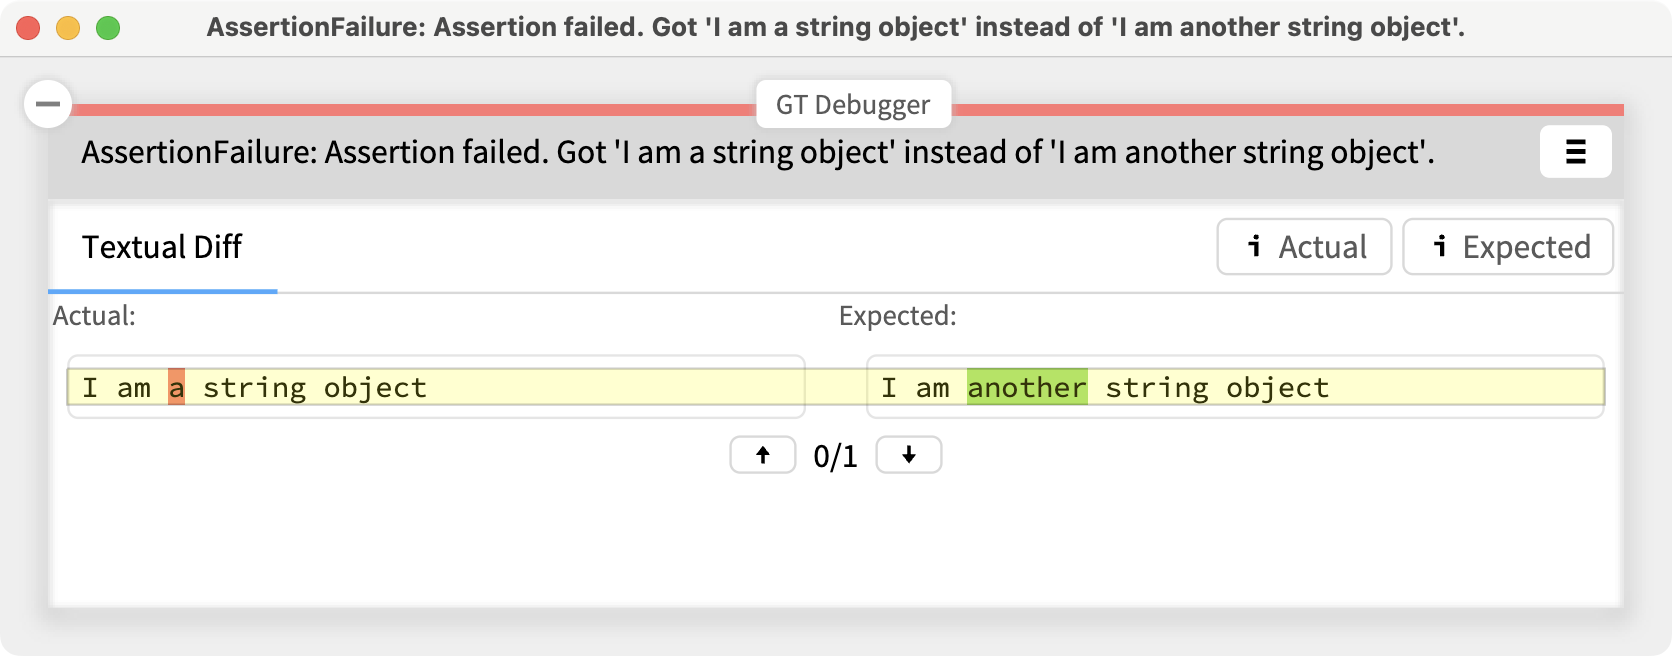 AssertionFailure: Assertion failed. Got 'I am a string object' instead of 'I am another string object'.
GT Debugger
AssertionFailure: Assertion failed. Got 'I am a string object' instead of 'I am another string object'.
Textual Diff
i Actual
i Expected
Actual:
Expected:
I am a string object
I am another string object
0/1